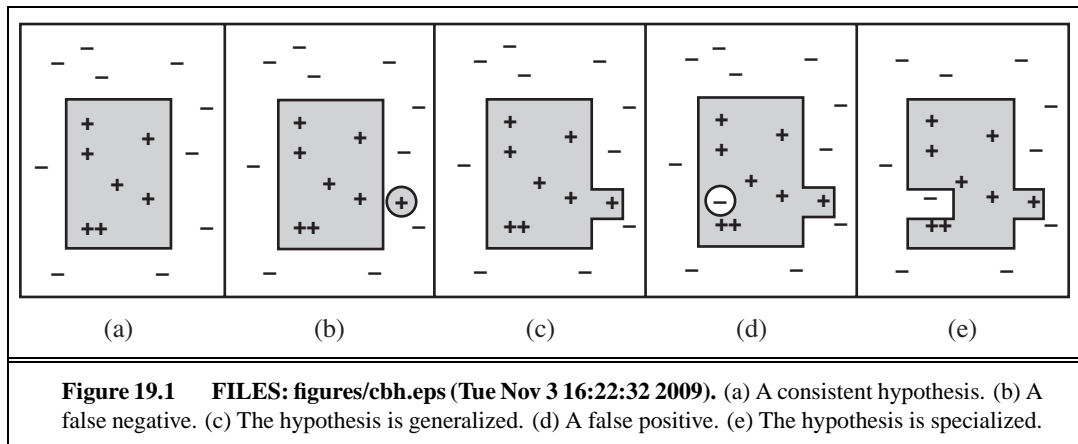 (a) (b) (c) (d) (e)
Figure 19.1 FILES: figures/cbh.eps (Tue Nov 3 16:22:32 2009). (a) A consistent hypothesis. (b) A
false negative. (c) The hypothesis is generalized. (d) A false positive. (e) The hypothesis is specialized.